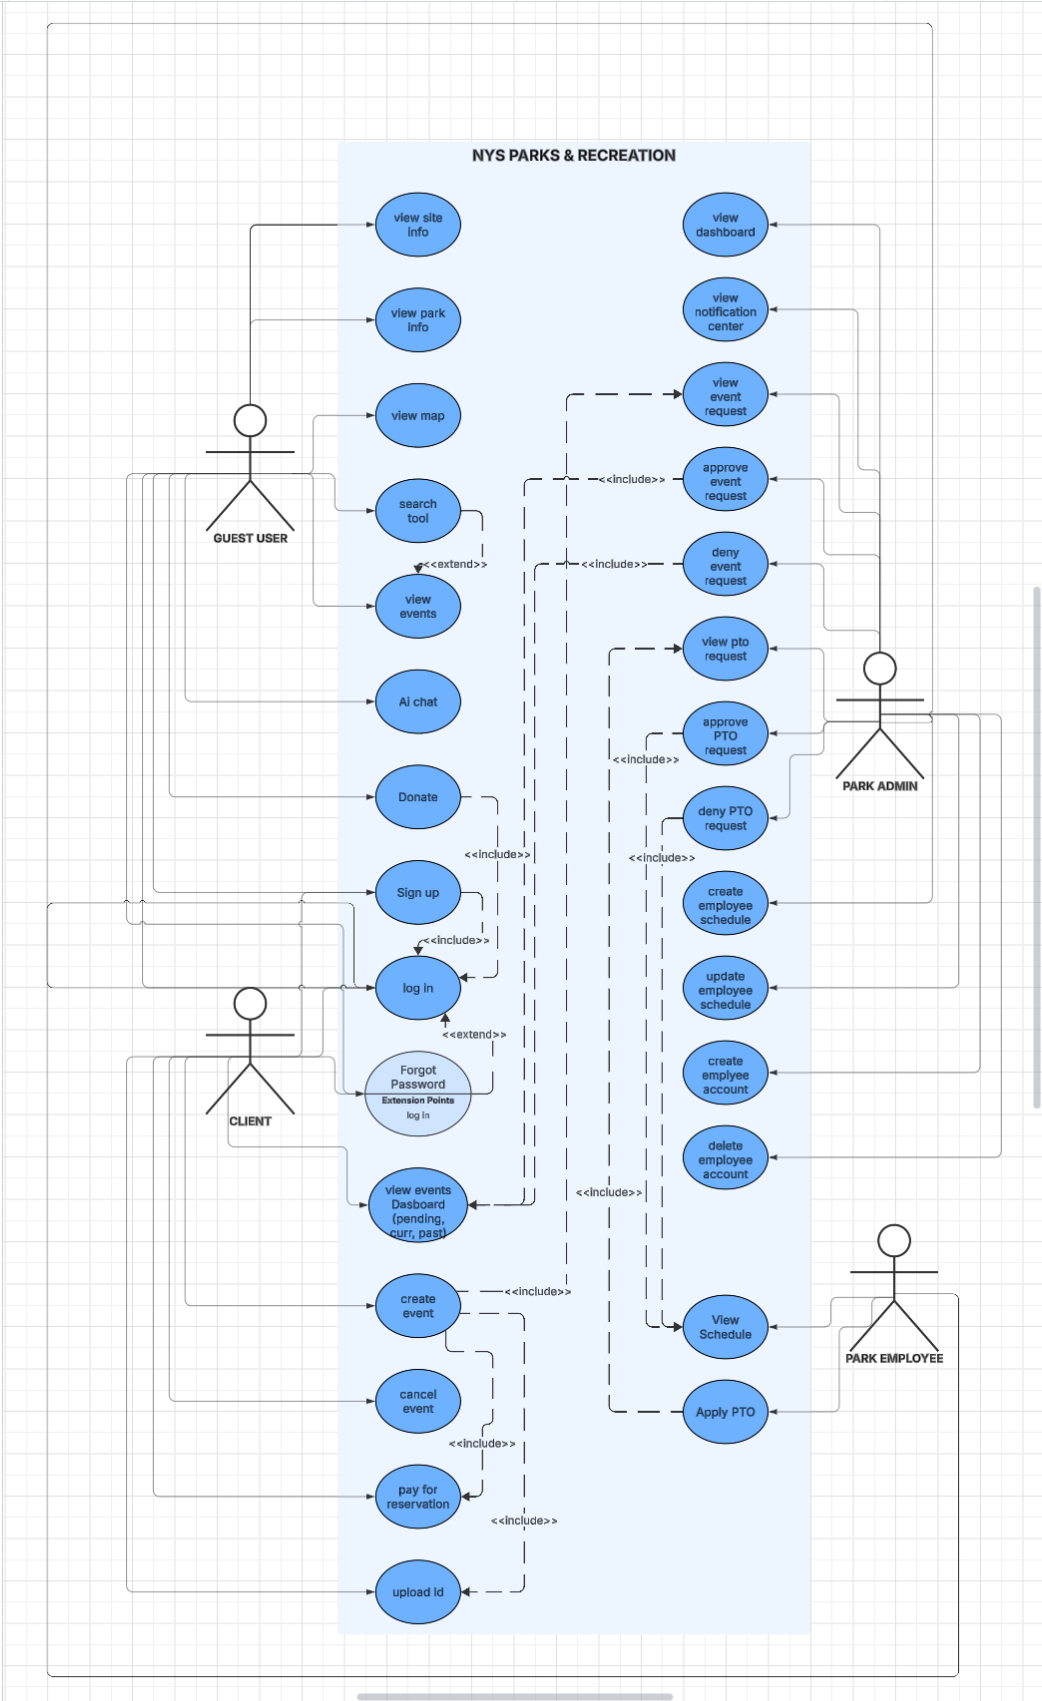 NYS PARKS & RECREATION
view site
info
view
dashboard
view park
info
view
notification
center
view map
view
event
request
GUEST USER
search
tool
approve
event
request
<<include>>
<<extend>>
view
events
deny
event
request
<<include>>
view pto
request
Ai chat
approve
PTO
request
<<include>>
PARK ADMIN
Donate
deny PTO
request
<<include>>
<<include>>
Sign up
create
employee
schedule
<<include>>
log in
update
employee
schedule
<<extend>>
Forgot
Password
Extension Points
log in
create
emplyee
account
CLIENT
delete
employee
account
view events
Dasboard
(pending,
curr, past)
<<include>>
create
event
<<include>>
View
Schedule
PARK EMPLOYEE
cancel
event
Apply PTO
<<include>>
pay for
reservation
<<include>>
upload id